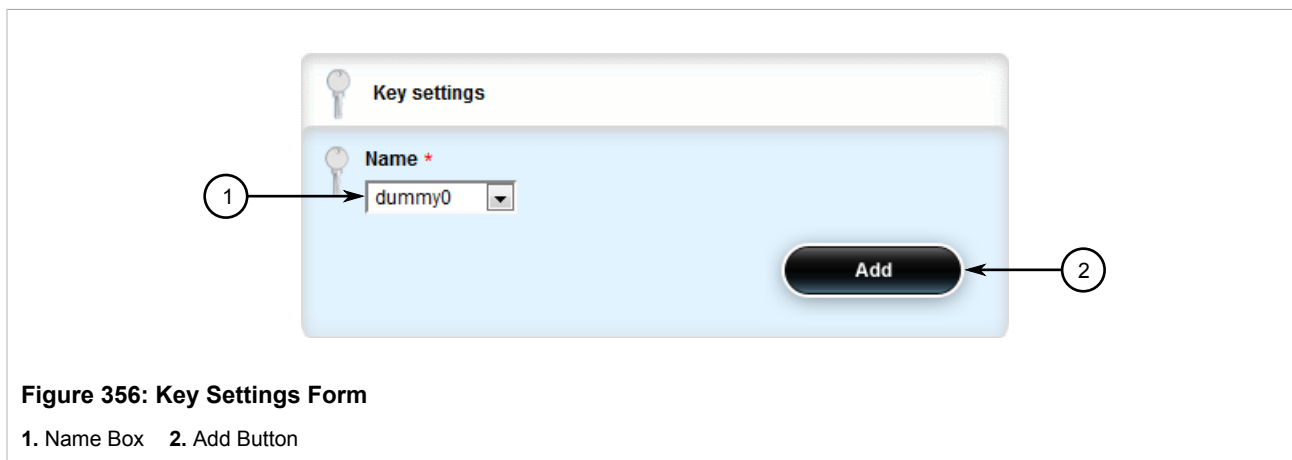 Key settings
Name *
1
dummy0
Add
2
Figure 356: Key Settings Form
1. Name Box 2. Add Button